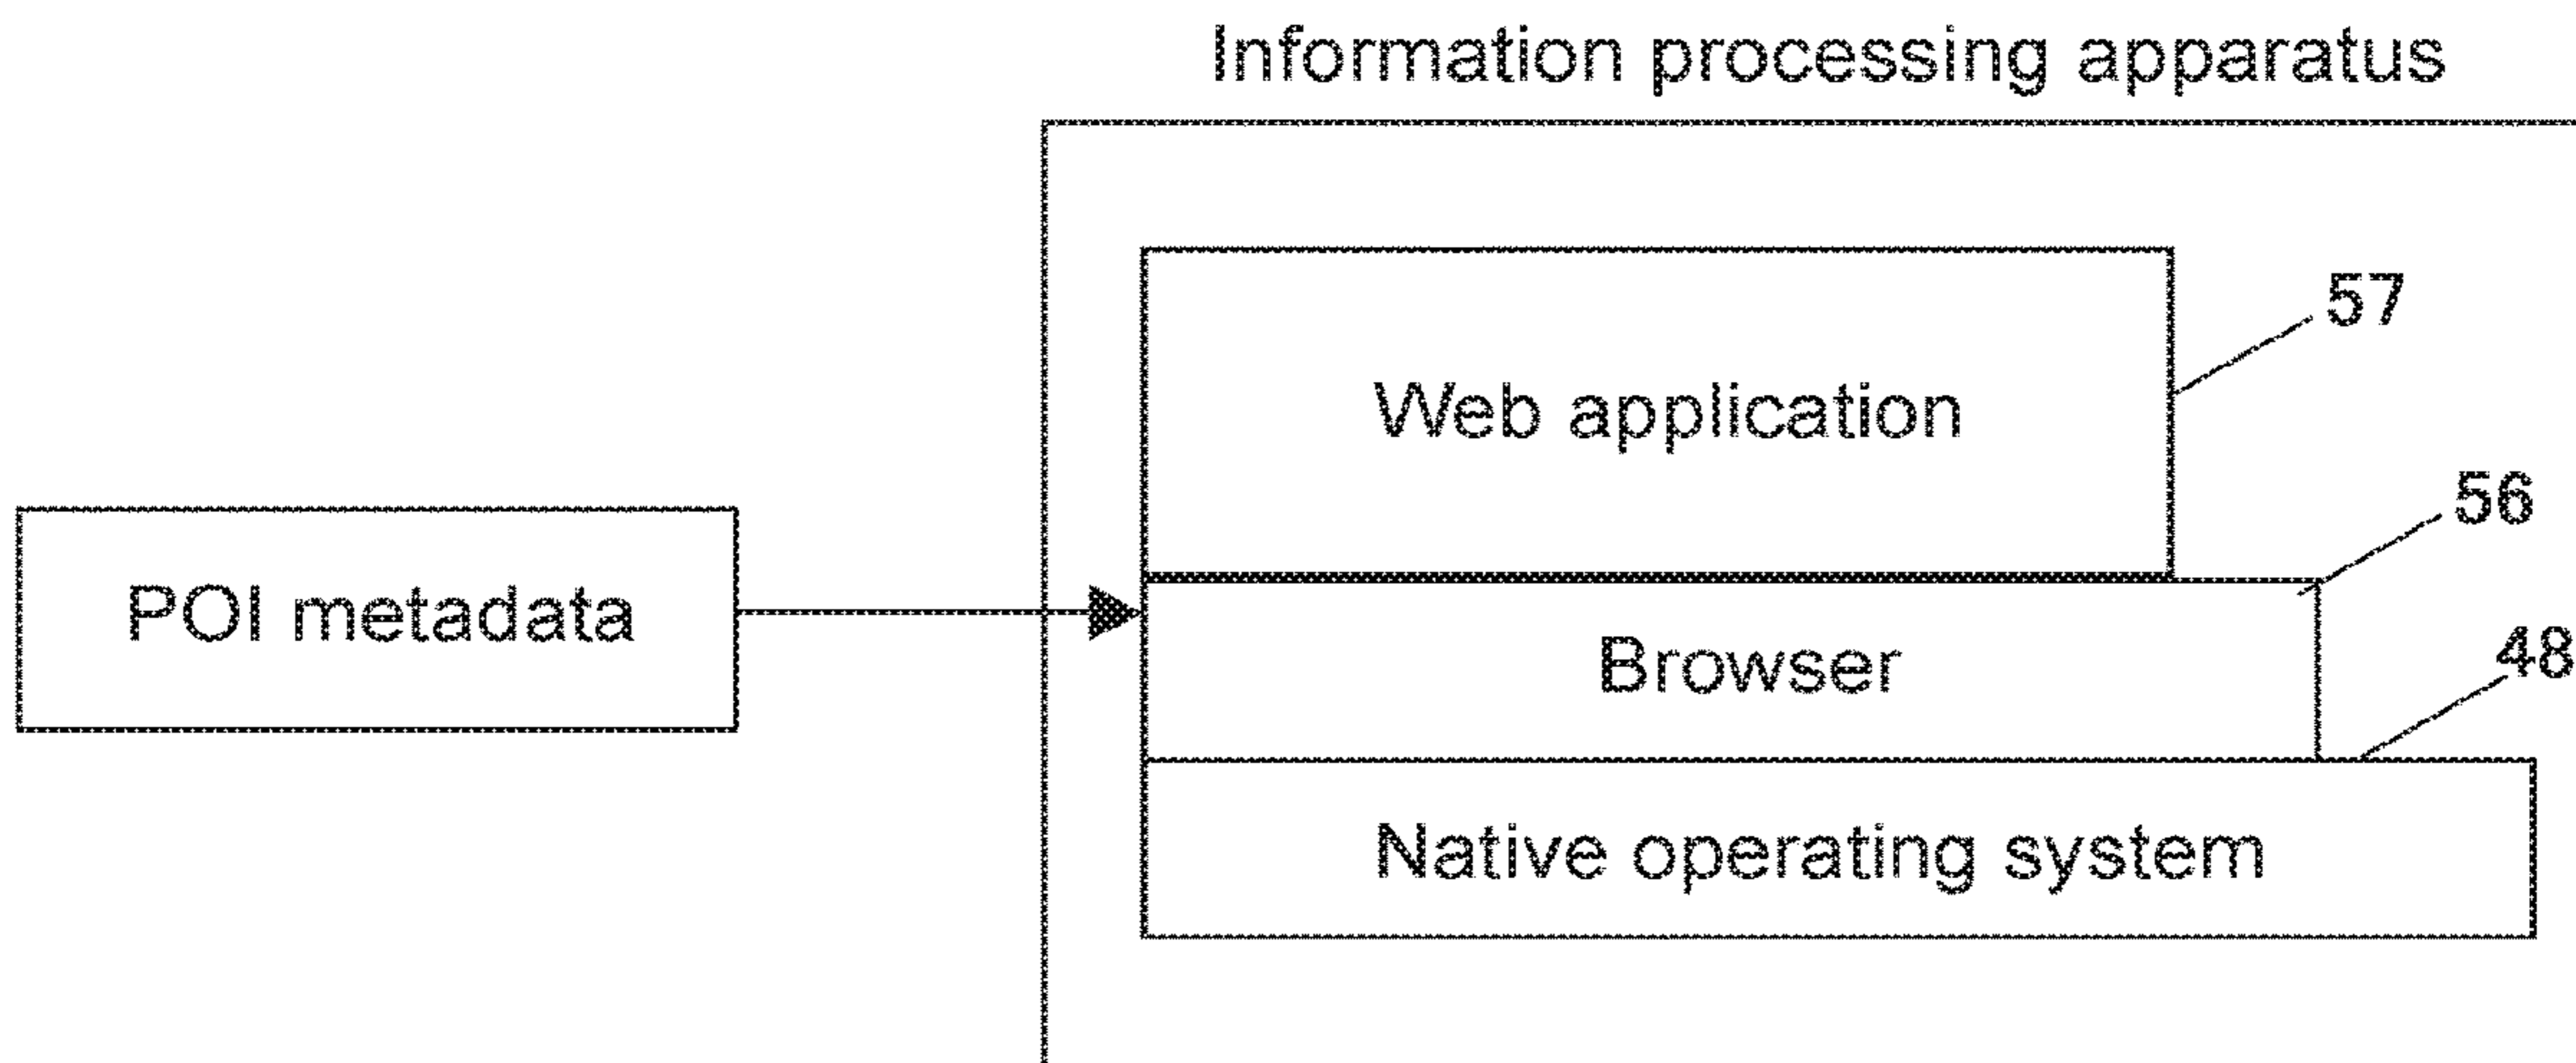 Information processing apparatus
57
Web application
56
POI metadata
Browser
48
Native operating system